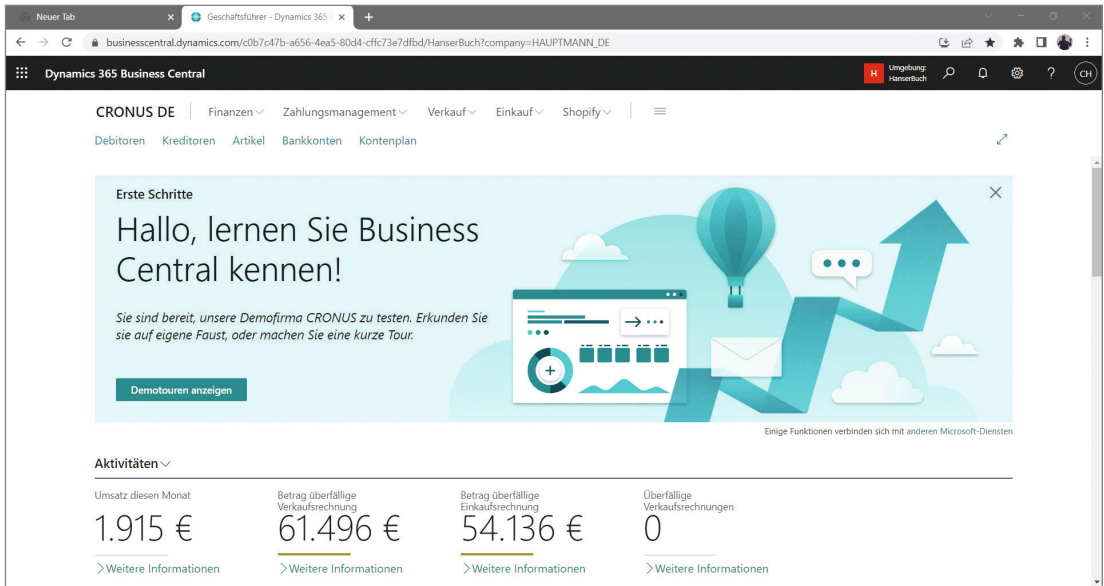 Neuer Tab
Geschäftsführer - Dynamics 365
businesscentral.dynamics.com/c0b7c47b-a656-4ea5-80d4-cffc73e7dfbd/HanserBuch?company=HAUPTMANN_DE
Dynamics 365 Business Central
H
Umgebung:
HanserBuch
?
CH
CRONUS DE
Finanzen
Zahlungsmanagement
Verkauf
Einkauf
Shopify
Debitoren
Kreditoren
Artikel
Bankkonten
Kontenplan
Erste Schritte
Hallo, lernen Sie Business
Central kennen!
Sie sind bereit, unsere Demofirma CRONUS zu testen. Erkunden Sie
sie auf eigene Faust, oder machen Sie eine kurze Tour.
Demotouren anzeigen
Einige Funktionen verbinden sich mit anderen Microsoft-Diensten
Aktivitäten
Umsatz diesen Monat
1.915 €
Weitere Informationen
Betrag überfällige
Verkaufsrechnung
61.496 €
Weitere Informationen
Betrag überfällige
Einkaufsrechnung
54.136 €
Weitere Informationen
Überfällige
Verkaufsrechnungen
0
Weitere Informationen